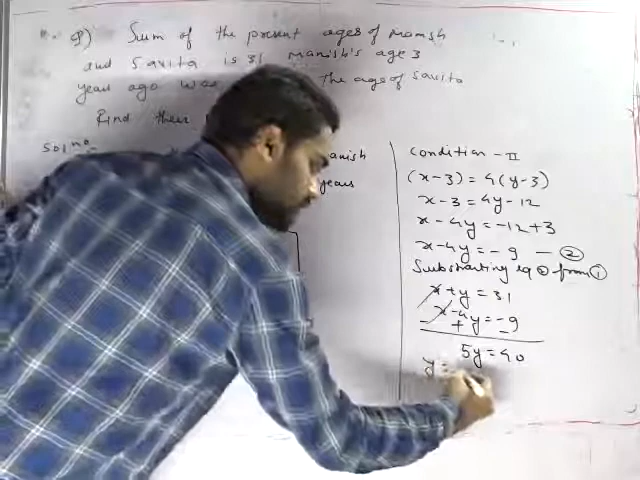 Q) Sum of the present ages of Manish
and Savita is 31 Manish's age 3
years ago was the age of Savita
Find their
Soln:-
anish
years
Condition - II
(x-3) = 4(y-3)
x-3 = 4y-12
x-4y = -12+3
x-4y = -9 — ②
Substracting eq ② from ①
x+y = 31
x-4y = -9
- + -
5y = 40
y =